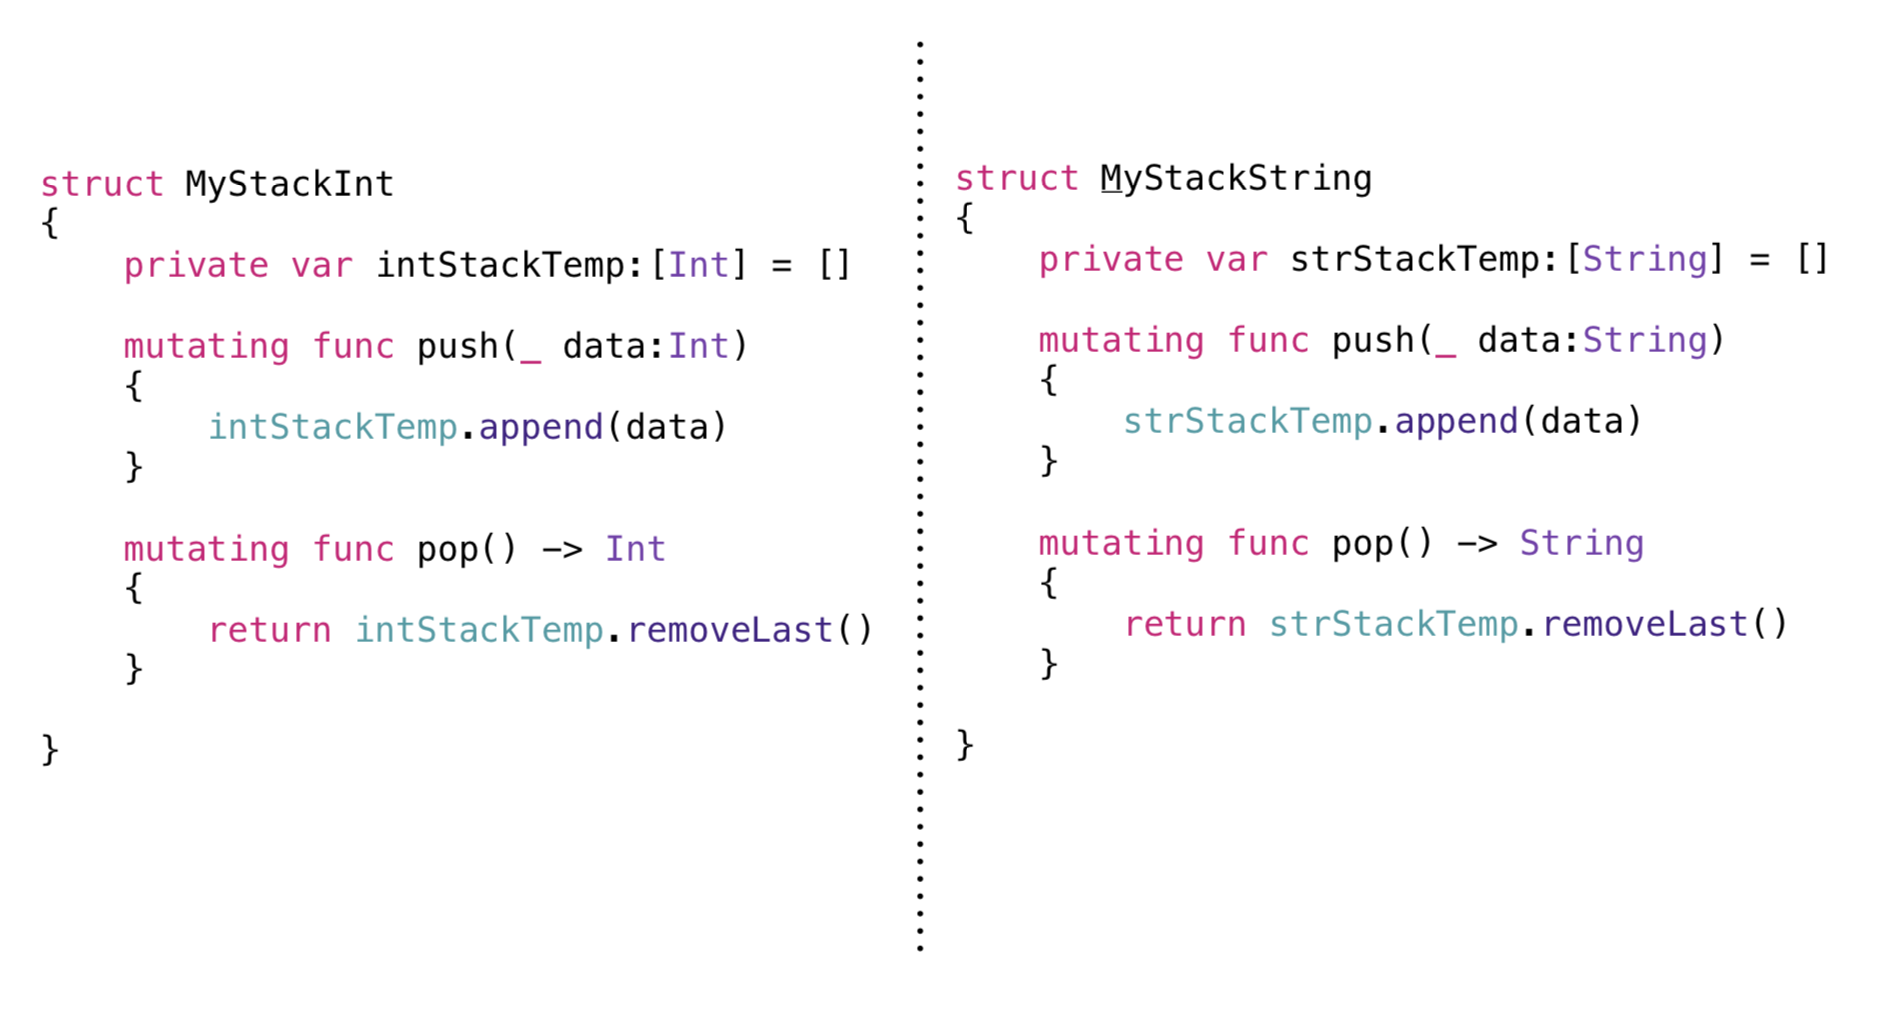 struct MyStackInt
{
    private var intStackTemp:[Int] = []
    mutating func push(_ data:Int)
    {
        intStackTemp.append(data)
    }
    mutating func pop() -> Int
    {
        return intStackTemp.removeLast()
    }
}
struct MyStackString
{
    private var strStackTemp:[String] = []
    mutating func push(_ data:String)
    {
        strStackTemp.append(data)
    }
    mutating func pop() -> String
    {
        return strStackTemp.removeLast()
    }
}